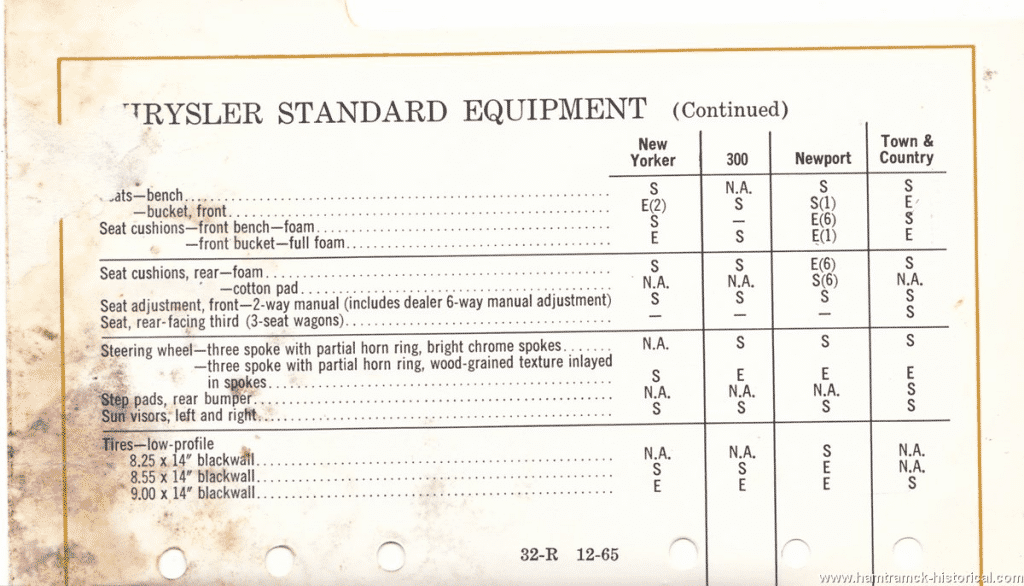 HRYSLER STANDARD EQUIPMENT (Continued)
New Yorker 300 Newport Town & Country
ats—bench S N.A. S S
—bucket, front E(2) S S(1) E
Seat cushions—front bench—foam S — E(6) S
—front bucket—full foam E S E(1) E
Seat cushions, rear—foam S S E(6) S
—cotton pad N.A. N.A. S(6) N.A.
Seat adjustment, front—2-way manual (includes dealer 6-way manual adjustment) S S S S
Seat, rear-facing third (3-seat wagons) — — — S
Steering wheel—three spoke with partial horn ring, bright chrome spokes N.A. S S S
—three spoke with partial horn ring, wood-grained texture inlayed
in spokes S E E E
Step pads, rear bumper N.A. N.A. N.A. S
Sun visors, left and right S S S S
Tires—low-profile
8.25 x 14" blackwall N.A. N.A. S N.A.
8.55 x 14" blackwall S S E N.A.
9.00 x 14" blackwall E E E S
32-R 12-65
www.hamtramck-historical.com